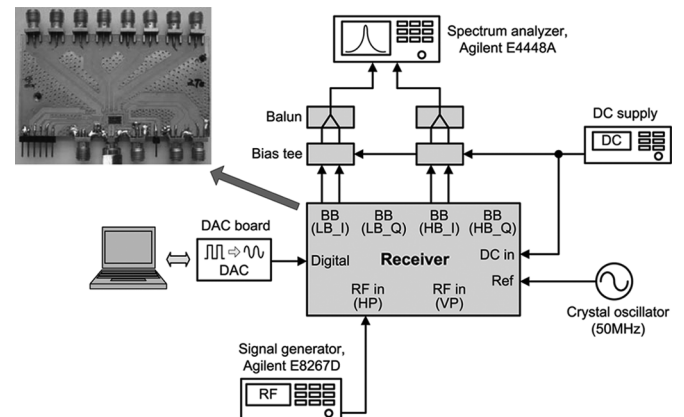 Spectrum analyzer,
Agilent E4448A
Balun
DC supply
DC
Bias tee
BB
(LB_I)
BB
(LB_Q)
BB
(HB_I)
BB
(HB_Q)
DAC board
DAC
Digital
Receiver
DC in
Ref
RF in
(HP)
RF in
(VP)
Crystal oscillator
(50MHz)
Signal generator,
Agilent E8267D
RF